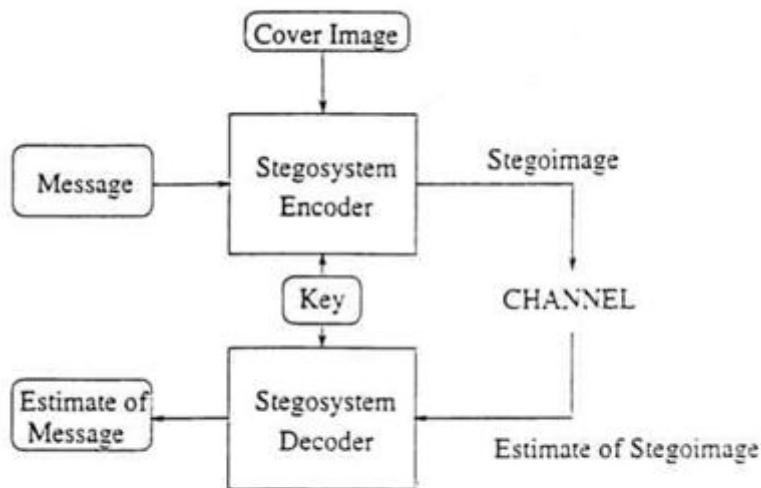 Cover Image
Message
Stegosystem
Encoder
Stegoimage
Key
CHANNEL
Estimate of
Message
Stegosystem
Decoder
Estimate of Stegoimage